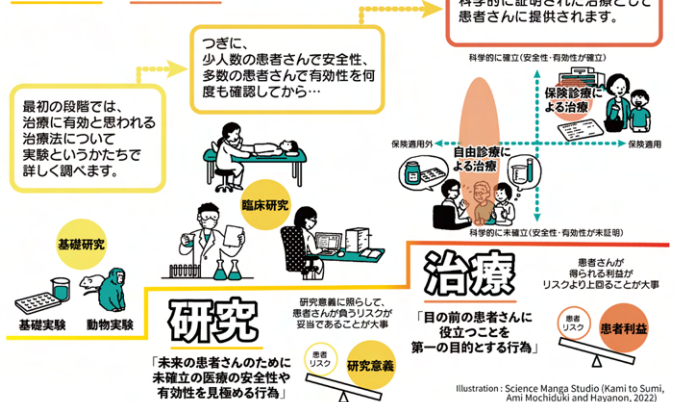 科学的に証明された治療として
患者さんに提供されます。
つぎに、
少人数の患者さんで安全性、
多数の患者さんで有効性を何
度も確認してから…
最初の段階では、
治療に有効と思われる
治療法について
実験というかたちで
詳しく調べます。
科学的に確立(安全性・有効性が確立)
保険診療に
よる治療
保険適用外
保険適用
自由診療に
よる治療
科学的に未確立(安全性・有効性が未証明)
臨床研究
基礎研究
基礎実験
動物実験
研究
研究意義に照らして、
患者さんが負うリスクが
妥当であることが大事
「未来の患者さんのために
未確立の医療の安全性や
有効性を見極める行為」
患者
リスク
研究意義
治療
患者さんが
得られる利益が
リスクより上回ることが大事
「目の前の患者さんに
役立つことを
第一の目的とする行為」
患者
リスク
患者利益
Illustration : Science Manga Studio (Kami to Sumi,
Ami Mochiduki and Hayanon, 2022)